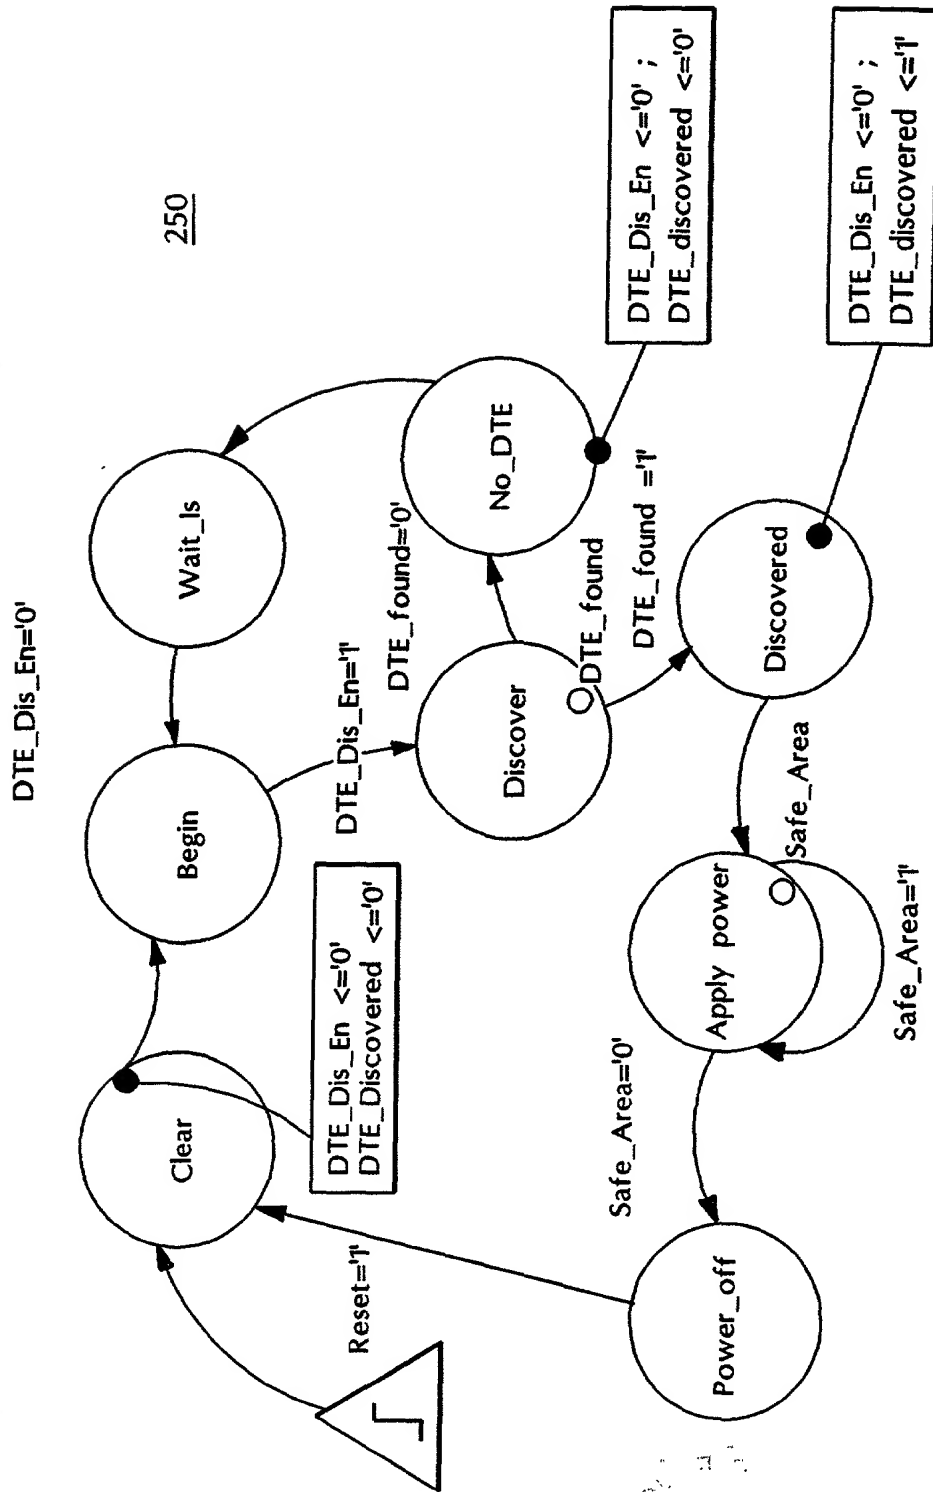 DTE_Dis_En='0'
250
Clear
Begin
Wait_ls
Reset='1'
DTE_Dis_En <='0'
DTE_Discovered <='0'
DTE_Dis_En='1'
DTE_found='0'
Discover
No_DTE
DTE_found
DTE_found ='1'
DTE_Dis_En <='0' ;
DTE_discovered <='0'
Safe_Area='0'
Power_off
Apply power
Safe_Area
Safe_Area='1'
Discovered
DTE_Dis_En <='0' ;
DTE_discovered <='1'